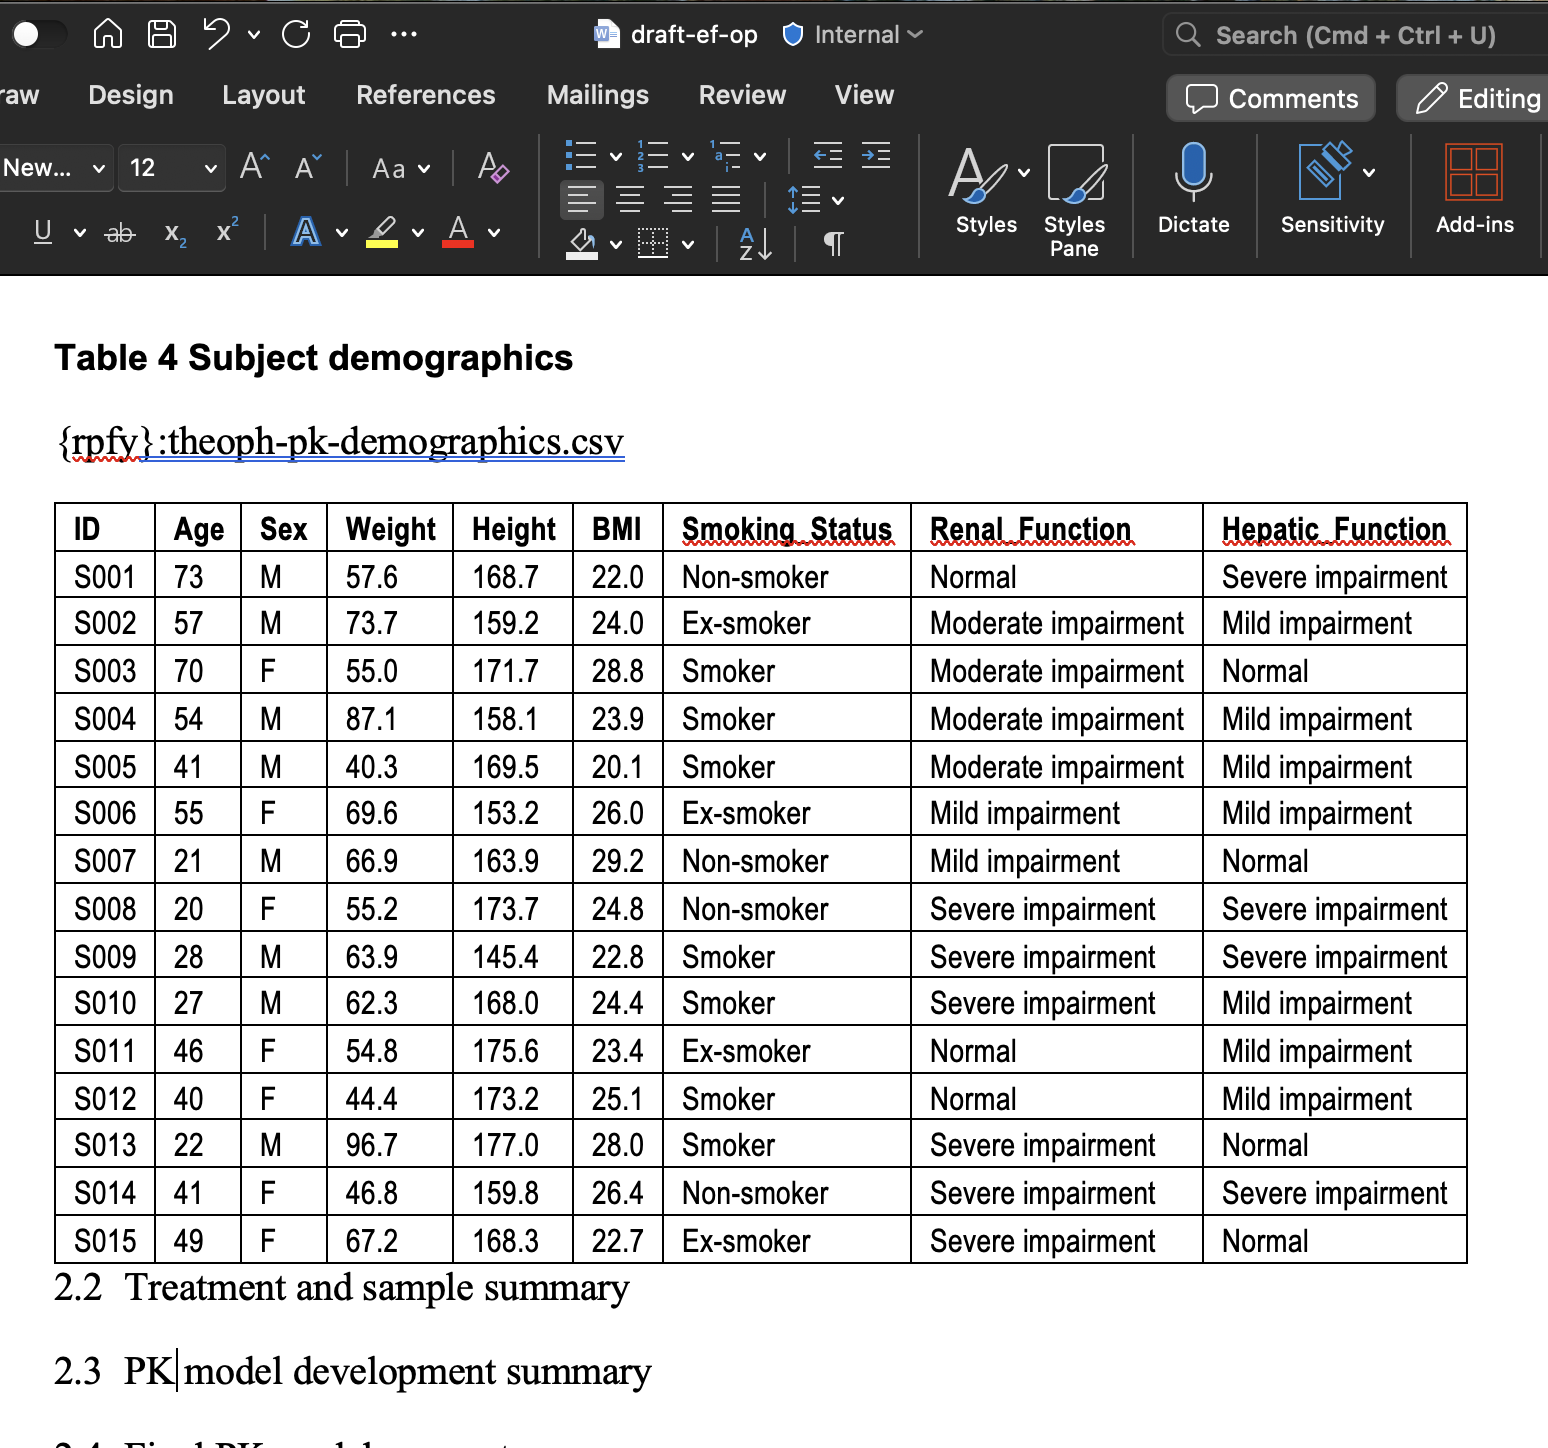 draft-ef-op Internal Search (Cmd + Ctrl + U)
raw Design Layout References Mailings Review View Comments Editing
New... 12 Aa
Styles Styles Pane Dictate Sensitivity Add-ins
Table 4 Subject demographics
{rpfy}:theoph-pk-demographics.csv
ID Age Sex Weight Height BMI Smoking_Status Renal_Function Hepatic_Function
S001 73 M 57.6 168.7 22.0 Non-smoker Normal Severe impairment
S002 57 M 73.7 159.2 24.0 Ex-smoker Moderate impairment Mild impairment
S003 70 F 55.0 171.7 28.8 Smoker Moderate impairment Normal
S004 54 M 87.1 158.1 23.9 Smoker Moderate impairment Mild impairment
S005 41 M 40.3 169.5 20.1 Smoker Moderate impairment Mild impairment
S006 55 F 69.6 153.2 26.0 Ex-smoker Mild impairment Mild impairment
S007 21 M 66.9 163.9 29.2 Non-smoker Mild impairment Normal
S008 20 F 55.2 173.7 24.8 Non-smoker Severe impairment Severe impairment
S009 28 M 63.9 145.4 22.8 Smoker Severe impairment Severe impairment
S010 27 M 62.3 168.0 24.4 Smoker Severe impairment Mild impairment
S011 46 F 54.8 175.6 23.4 Ex-smoker Normal Mild impairment
S012 40 F 44.4 173.2 25.1 Smoker Normal Mild impairment
S013 22 M 96.7 177.0 28.0 Smoker Severe impairment Normal
S014 41 F 46.8 159.8 26.4 Non-smoker Severe impairment Severe impairment
S015 49 F 67.2 168.3 22.7 Ex-smoker Severe impairment Normal
2.2 Treatment and sample summary
2.3 PK model development summary